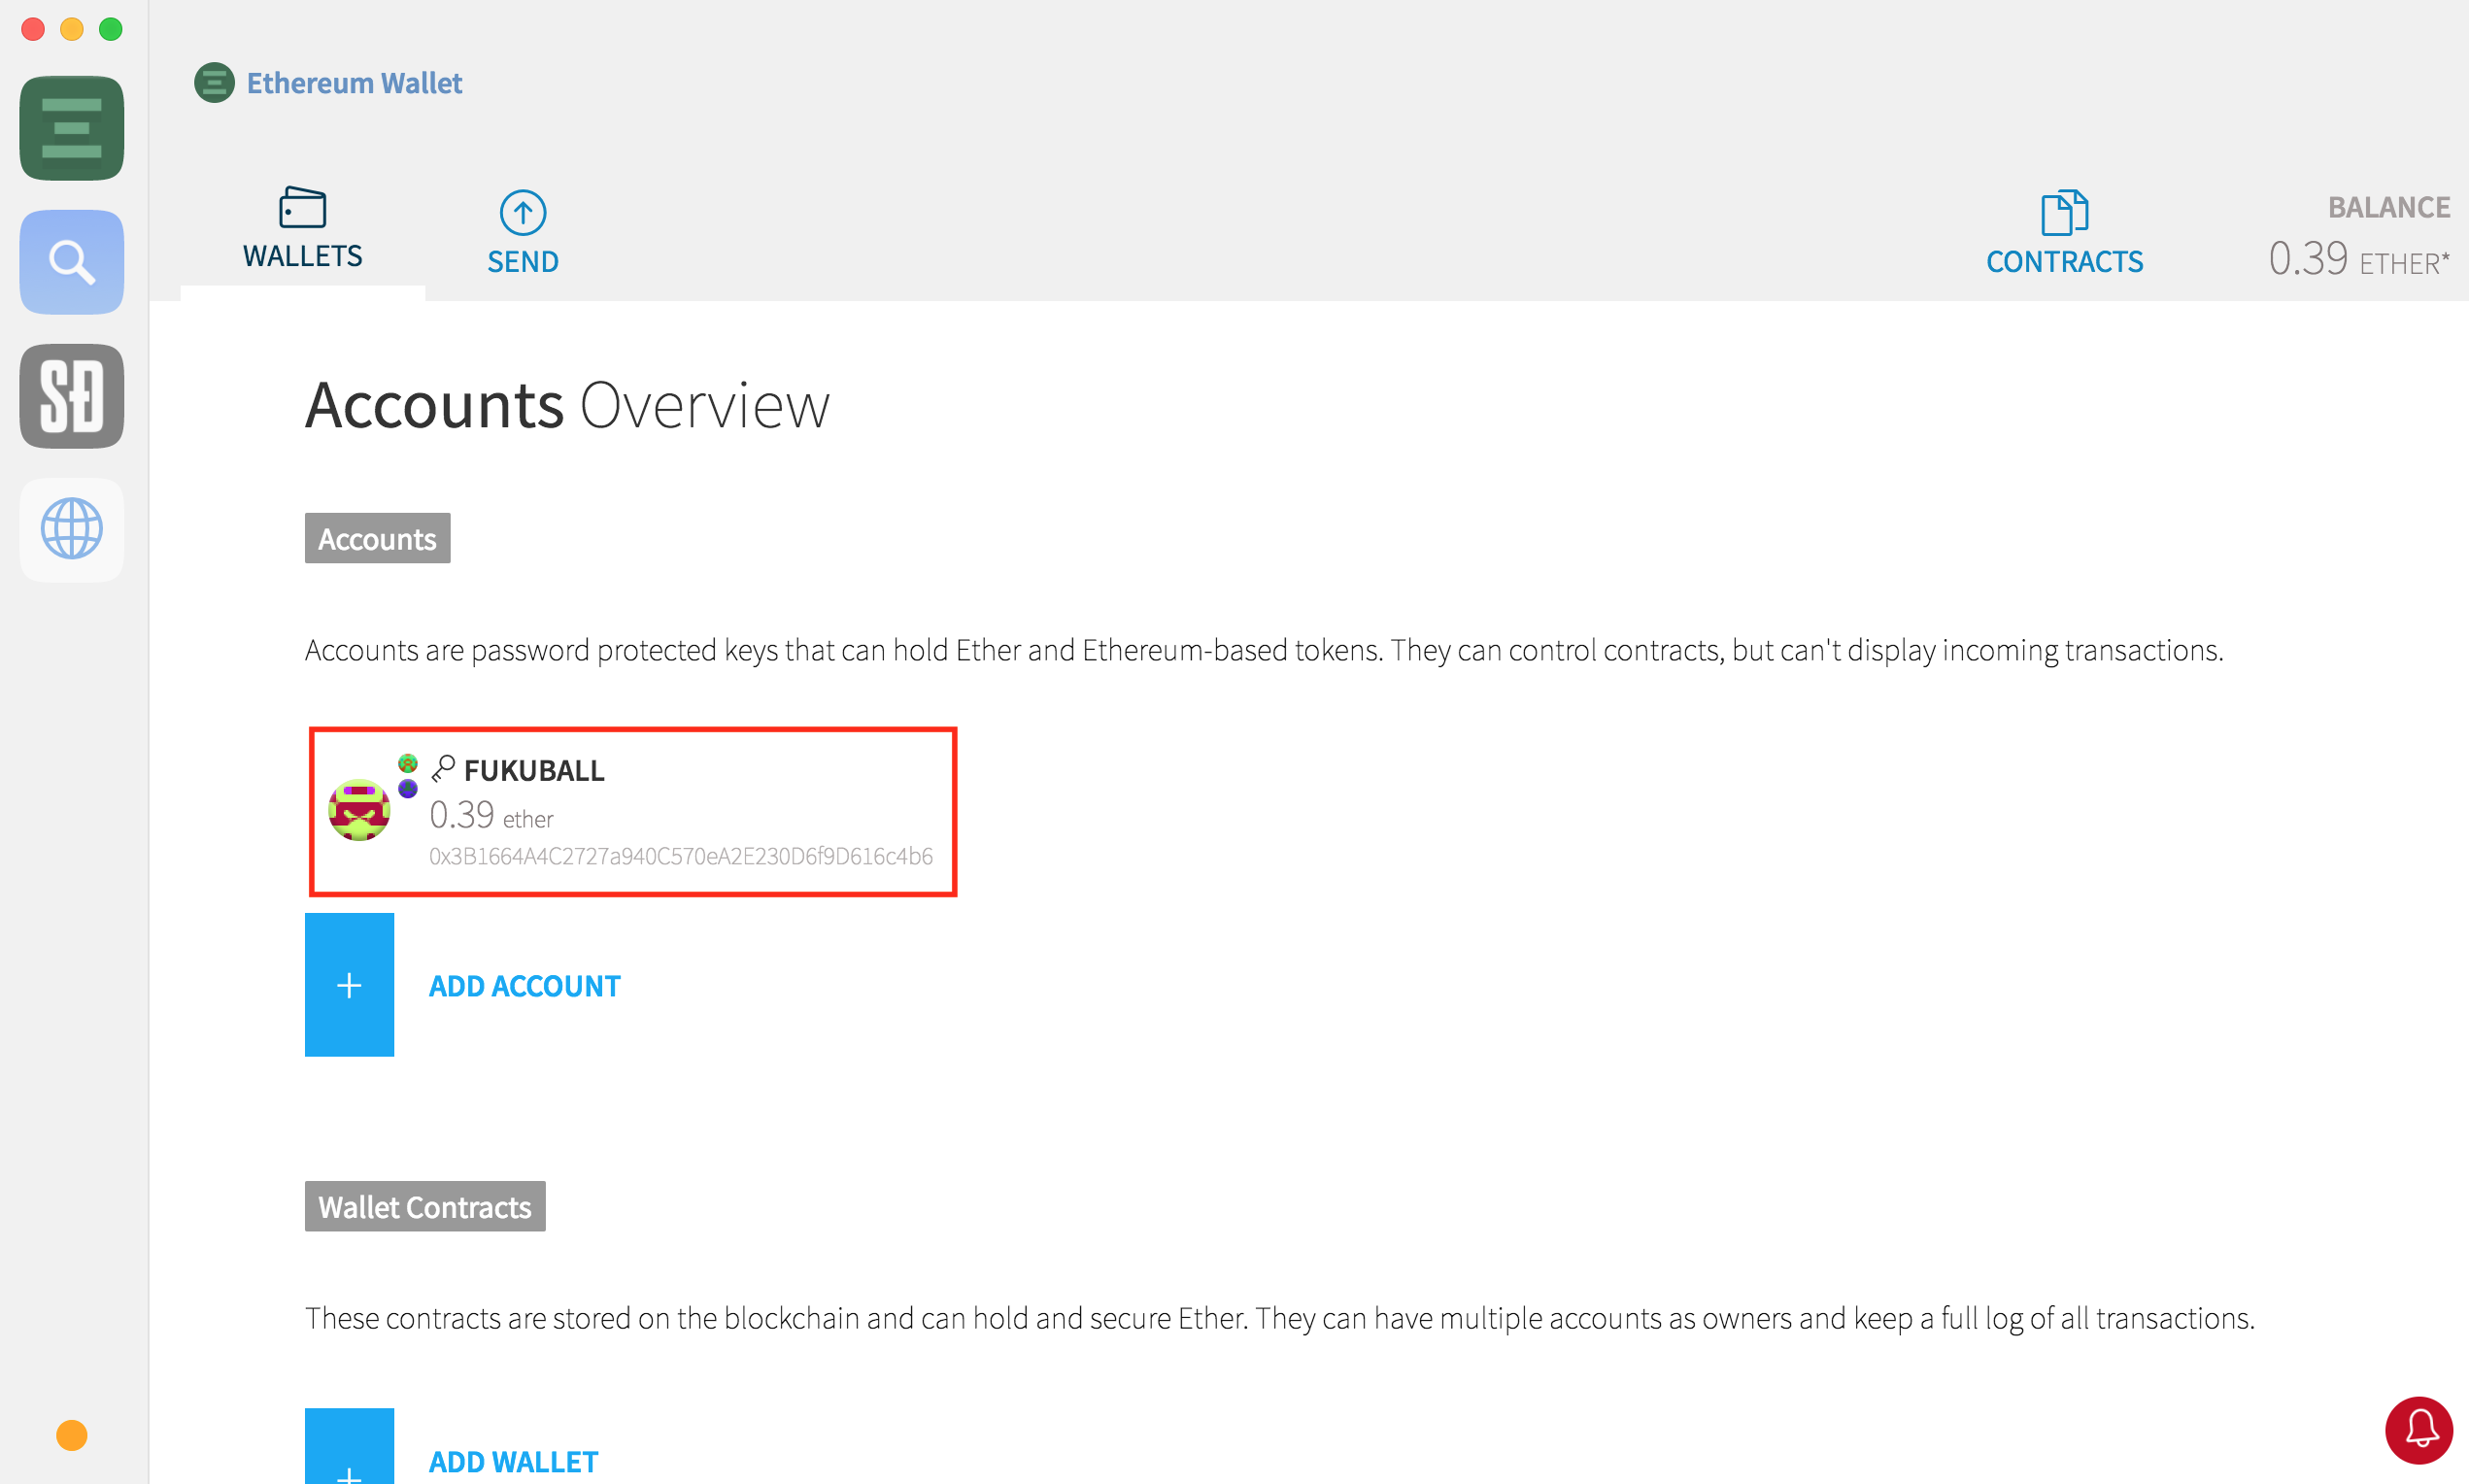 Ethereum Wallet
WALLETS
SEND
CONTRACTS
BALANCE
0.39 ETHER*
SÐ
Accounts Overview
Accounts
Accounts are password protected keys that can hold Ether and Ethereum-based tokens. They can control contracts, but can't display incoming transactions.
FUKUBALL
0.39 ether
0x3B1664A4C2727a940C570eA2E230D6f9D616c4b6
+
ADD ACCOUNT
Wallet Contracts
These contracts are stored on the blockchain and can hold and secure Ether. They can have multiple accounts as owners and keep a full log of all transactions.
+
ADD WALLET